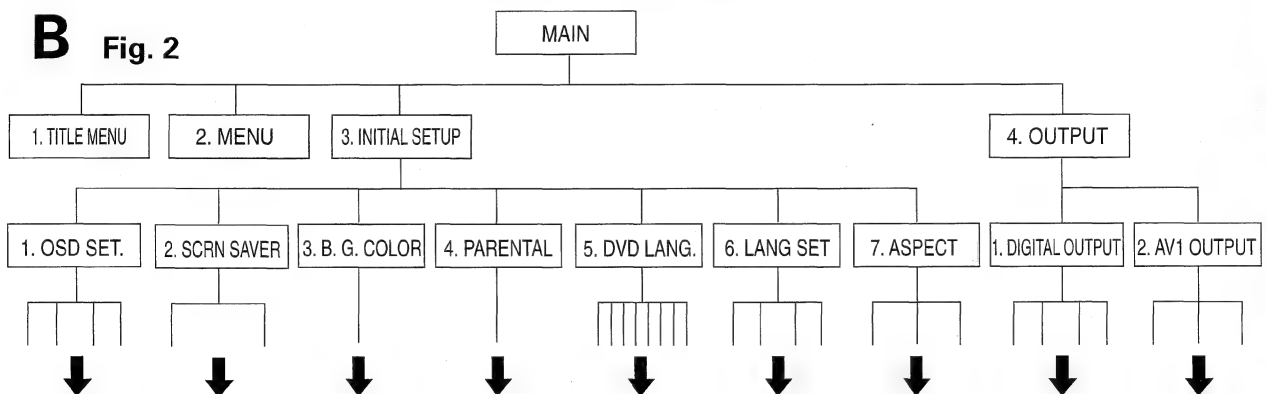 B Fig. 2
MAIN
1. TITLE MENU 2. MENU 3. INITIAL SETUP 4. OUTPUT
1. OSD SET. 2. SCRN SAVER 3. B. G. COLOR 4. PARENTAL 5. DVD LANG. 6. LANG SET 7. ASPECT 1. DIGITAL OUTPUT 2. AV1 OUTPUT